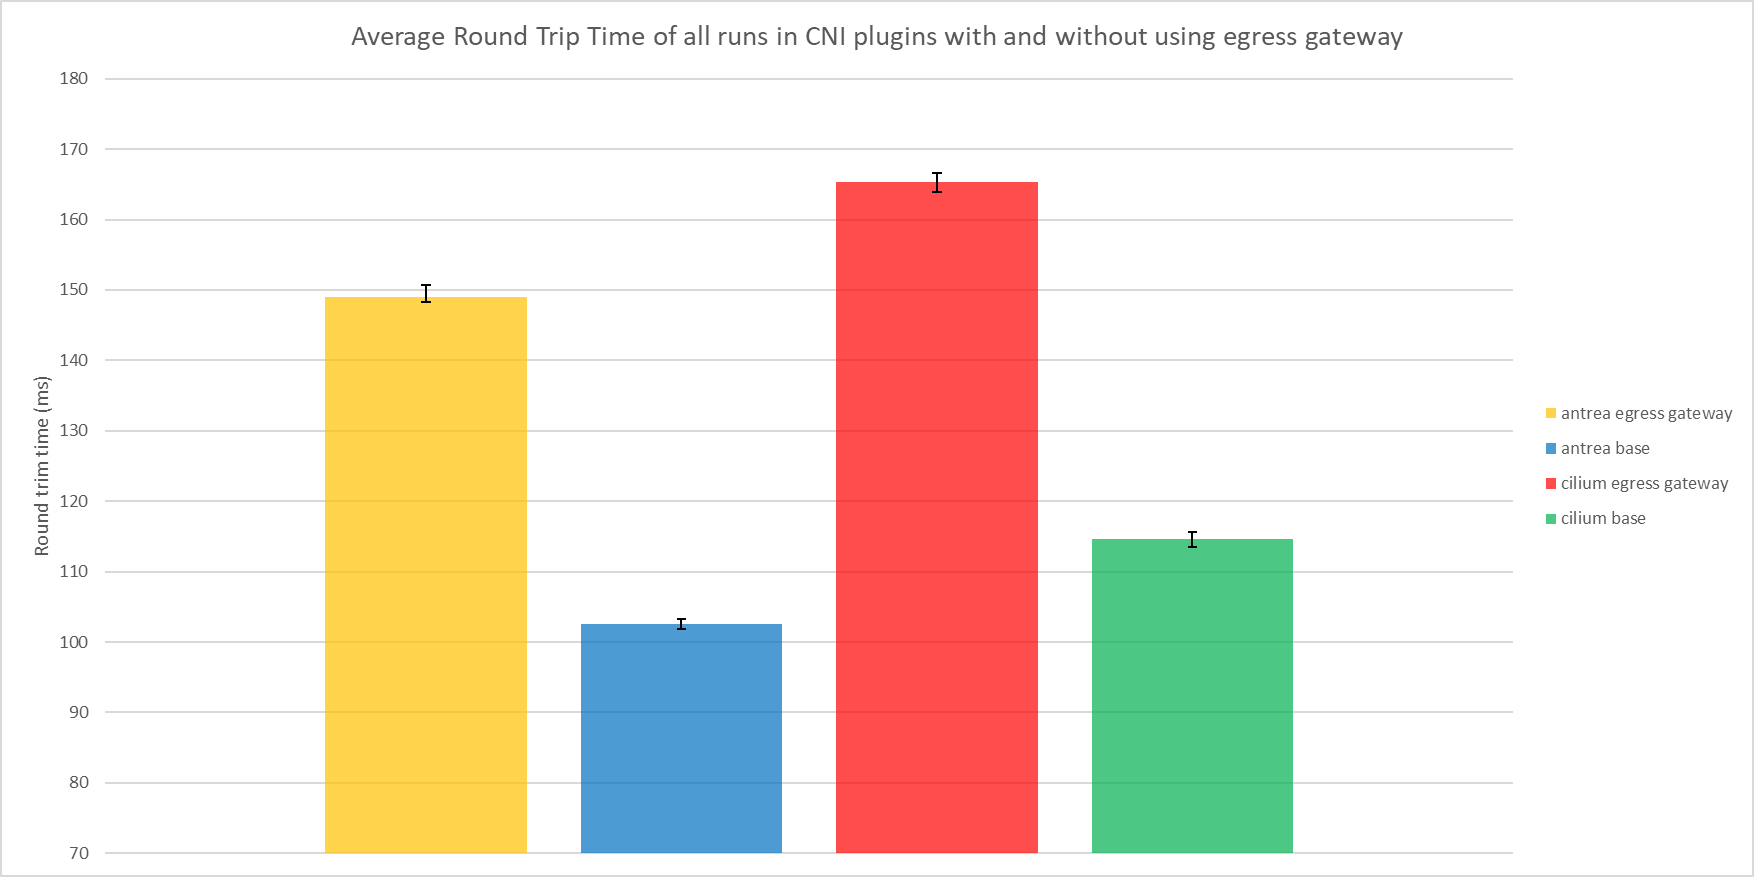 Average Round Trip Time of all runs in CNI plugins with and without using egress gateway
180
170
160
150
140
130
120
110
100
90
80
70
Round trim time (ms)
antrea egress gateway
antrea base
cilium egress gateway
cilium base